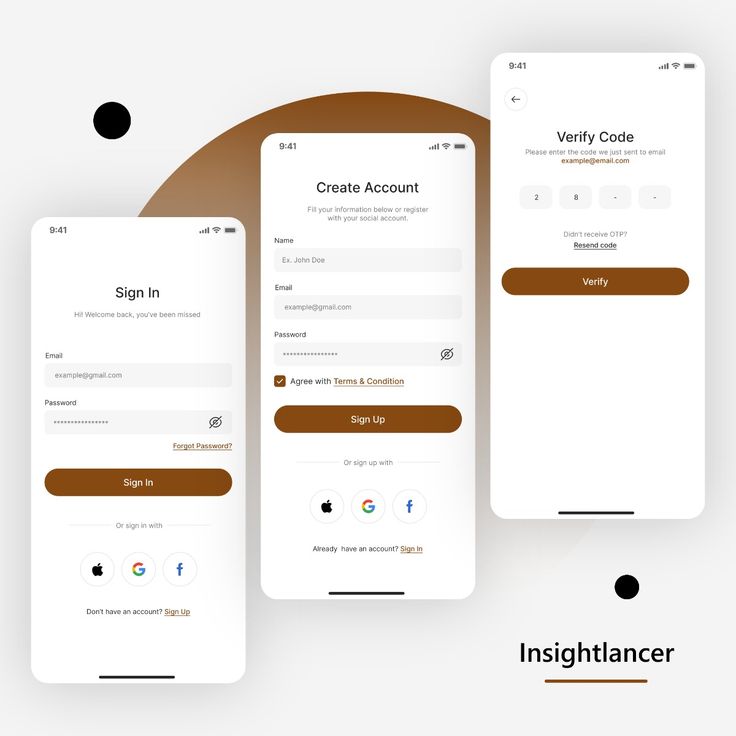 9:41
Sign In
Hi! Welcome back, you've been missed
Email
example@gmail.com
Password
****************
Forgot Password?
Sign In
Or sign in with
Don't have an account? Sign Up
9:41
Create Account
Fill your information below or register
with your social account.
Name
Ex. John Doe
Email
example@gmail.com
Password
****************
Agree with Terms & Condition
Sign Up
Or sign up with
Already have an account? Sign In
9:41
Verify Code
Please enter the code we just sent to email
example@email.com
2 8 - -
Didn't receive OTP?
Resend code
Verify
Insightlancer